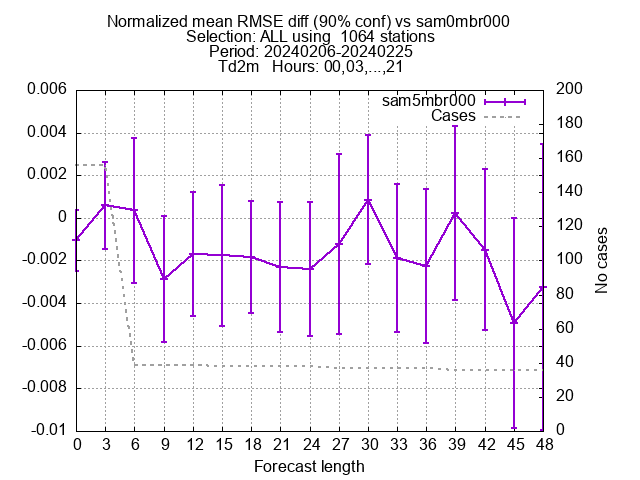 Normalized mean RMSE diff (90% conf) vs sam0mbr000
Selection: ALL using  1064 stations
Period: 20240206-20240225
Td2m   Hours: 00,03,...,21
sam5mbr000
Cases
0.006
0.004
0.002
0
-0.002
-0.004
-0.006
-0.008
-0.01
200
180
160
140
120
100
80
60
40
20
0
No cases
0 3 6 9 12 15 18 21 24 27 30 33 36 39 42 45 48
Forecast length